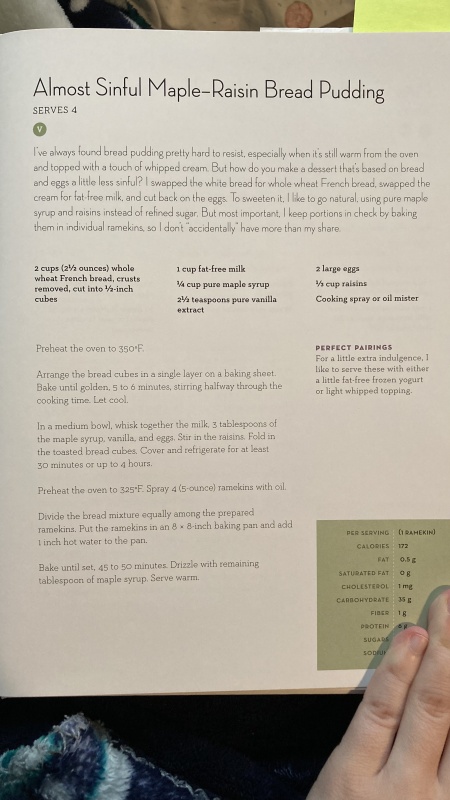 Almost Sinful Maple–Raisin Bread Pudding
SERVES 4
V
I've always found bread pudding pretty hard to resist, especially when it's still warm from the oven
and topped with a touch of whipped cream. But how do you make a dessert that's based on bread
and eggs a little less sinful? I swapped the white bread for whole wheat French bread, swapped the
cream for fat-free milk, and cut back on the eggs. To sweeten it, I like to go natural, using pure maple
syrup and raisins instead of refined sugar. But most important, I keep portions in check by baking
them in individual ramekins, so I don't "accidentally" have more than my share.
2 cups (2½ ounces) whole
wheat French bread, crusts
removed, cut into ½-inch
cubes
1 cup fat-free milk
¼ cup pure maple syrup
2½ teaspoons pure vanilla
extract
2 large eggs
⅓ cup raisins
Cooking spray or oil mister
Preheat the oven to 350°F.
Arrange the bread cubes in a single layer on a baking sheet.
Bake until golden, 5 to 6 minutes, stirring halfway through the
cooking time. Let cool.
In a medium bowl, whisk together the milk, 3 tablespoons of
the maple syrup, vanilla, and eggs. Stir in the raisins. Fold in
the toasted bread cubes. Cover and refrigerate for at least
30 minutes or up to 4 hours.
Preheat the oven to 325°F. Spray 4 (5-ounce) ramekins with oil.
Divide the bread mixture equally among the prepared
ramekins. Put the ramekins in an 8 × 8-inch baking pan and add
1 inch hot water to the pan.
Bake until set, 45 to 50 minutes. Drizzle with remaining
tablespoon of maple syrup. Serve warm.
PERFECT PAIRINGS
For a little extra indulgence, I
like to serve these with either
a little fat-free frozen yogurt
or light whipped topping.
PER SERVING (1 RAMEKIN)
CALORIES 172
FAT 0.5 g
SATURATED FAT 0 g
CHOLESTEROL 1 mg
CARBOHYDRATE 35 g
FIBER 1 g
PROTEIN
SUGARS